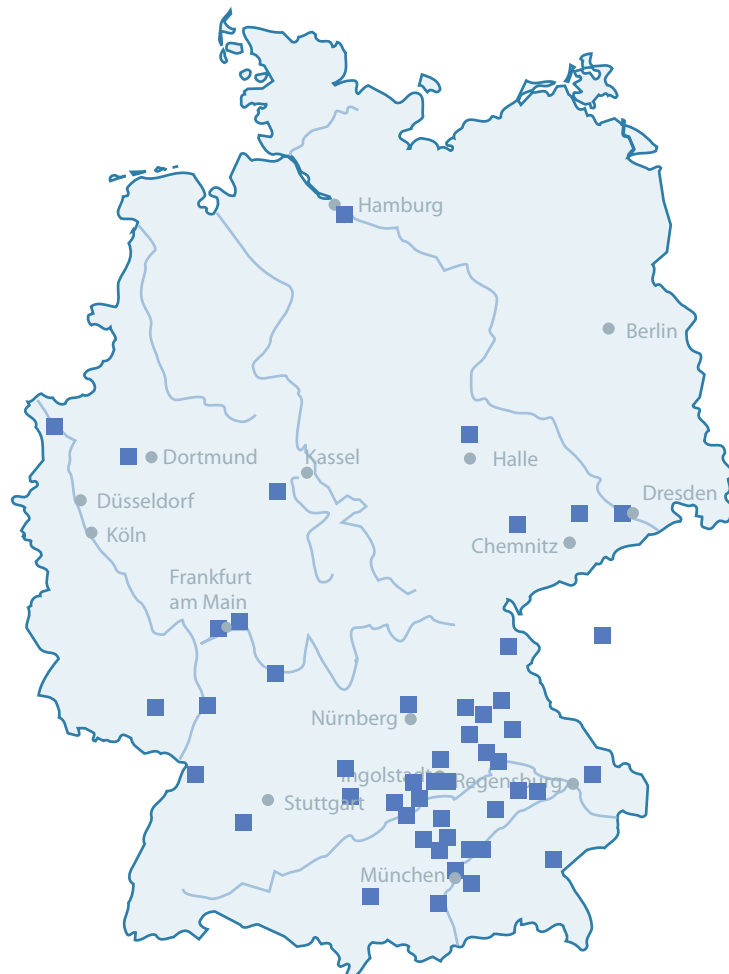 Hamburg
Berlin
Dortmund
Kassel
Halle
Düsseldorf
Dresden
Köln
Chemnitz
Frankfurt
am Main
Nürnberg
Ingolstadt
Regensburg
Stuttgart
München